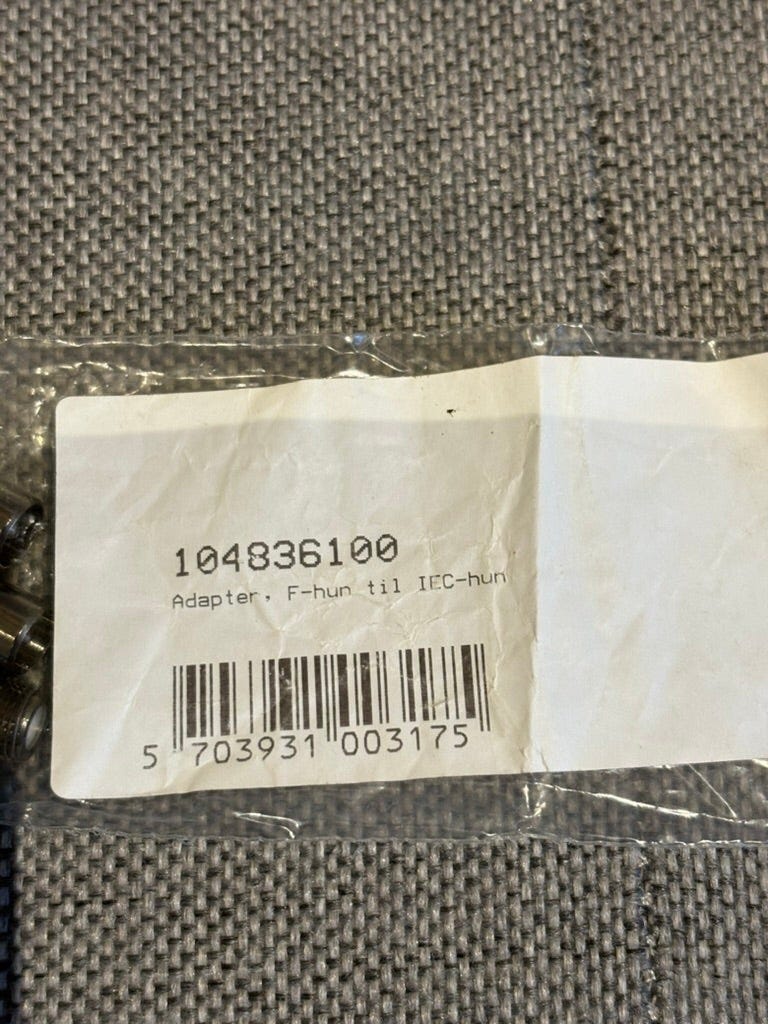 104836100
Adapter, F-hun til IEC-hun
5 703931 003175